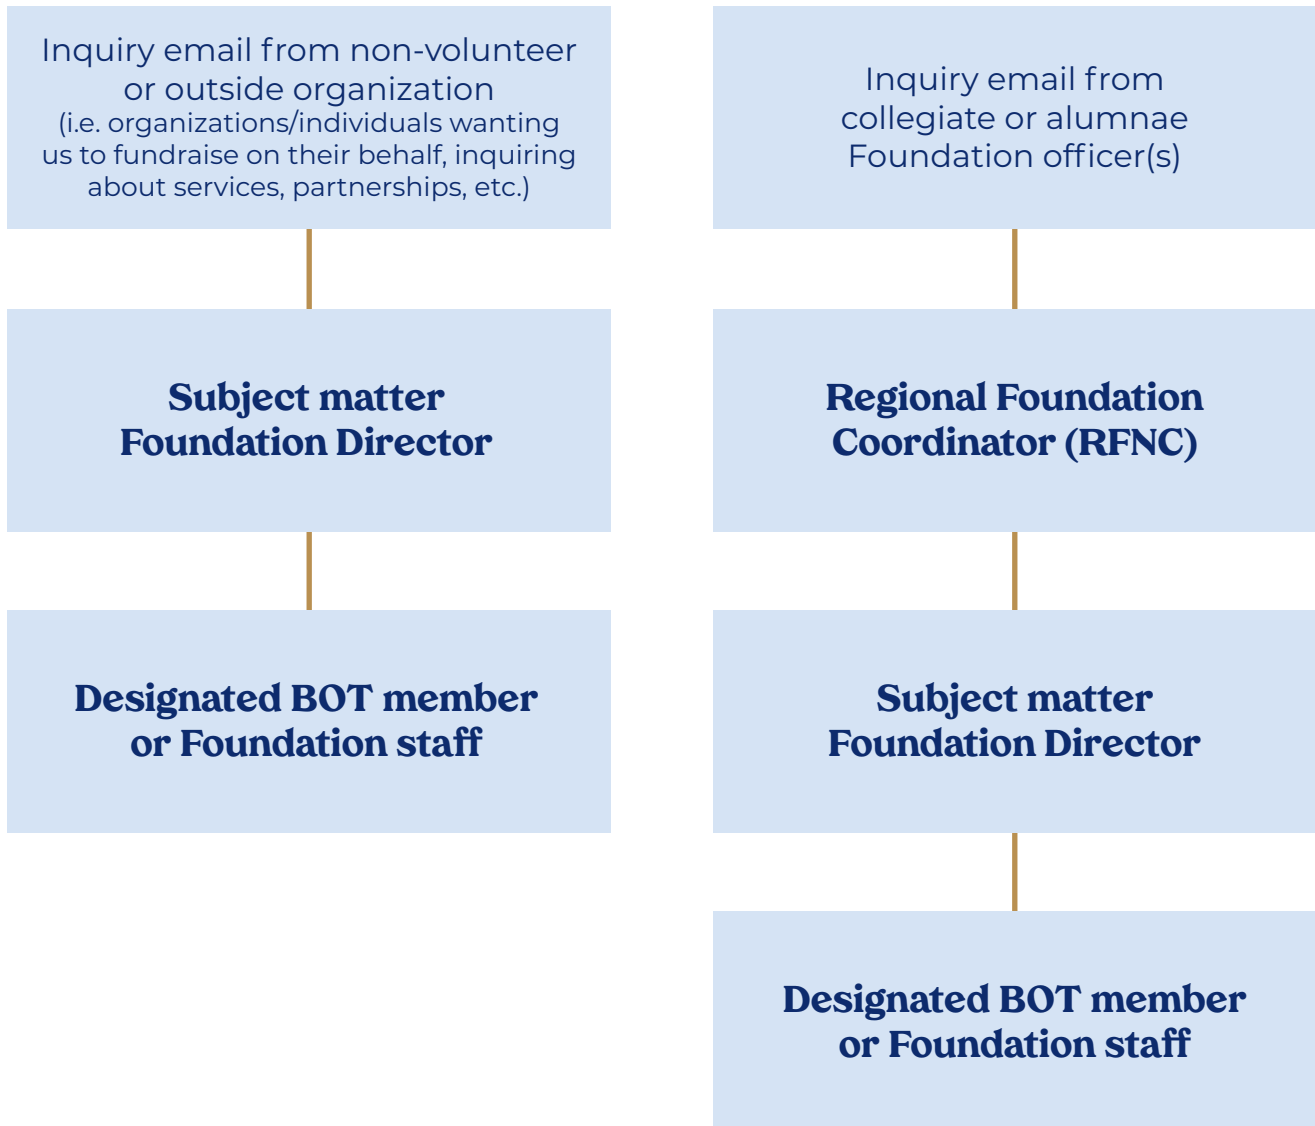 Inquiry email from non-volunteer
or outside organization
(i.e. organizations/individuals wanting
us to fundraise on their behalf, inquiring
about services, partnerships, etc.)
Subject matter
Foundation Director
Designated BOT member
or Foundation staff
Inquiry email from
collegiate or alumnae
Foundation officer(s)
Regional Foundation
Coordinator (RFNC)
Subject matter
Foundation Director
Designated BOT member
or Foundation staff